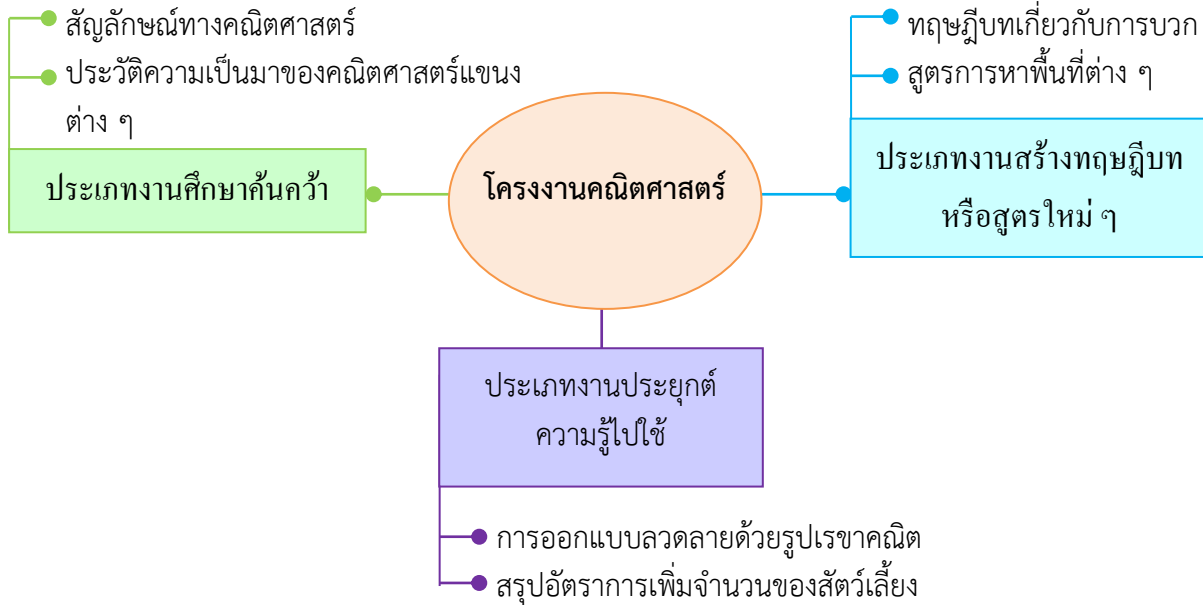 สัญลักษณ์ทางคณิตศาสตร์
ประวัติความเป็นมาของคณิตศาสตร์แขนง
ต่าง ๆ
ประเภทงานศึกษาค้นคว้า
โครงงานคณิตศาสตร์
ทฤษฎีบทเกี่ยวกับการบวก
สูตรการหาพื้นที่ต่าง ๆ
ประเภทงานสร้างทฤษฎีบท
หรือสูตรใหม่ ๆ
ประเภทงานประยุกต์
ความรู้ไปใช้
การออกแบบลวดลายด้วยรูปเรขาคณิต
สรุปอัตราการเพิ่มจำนวนของสัตว์เลี้ยง